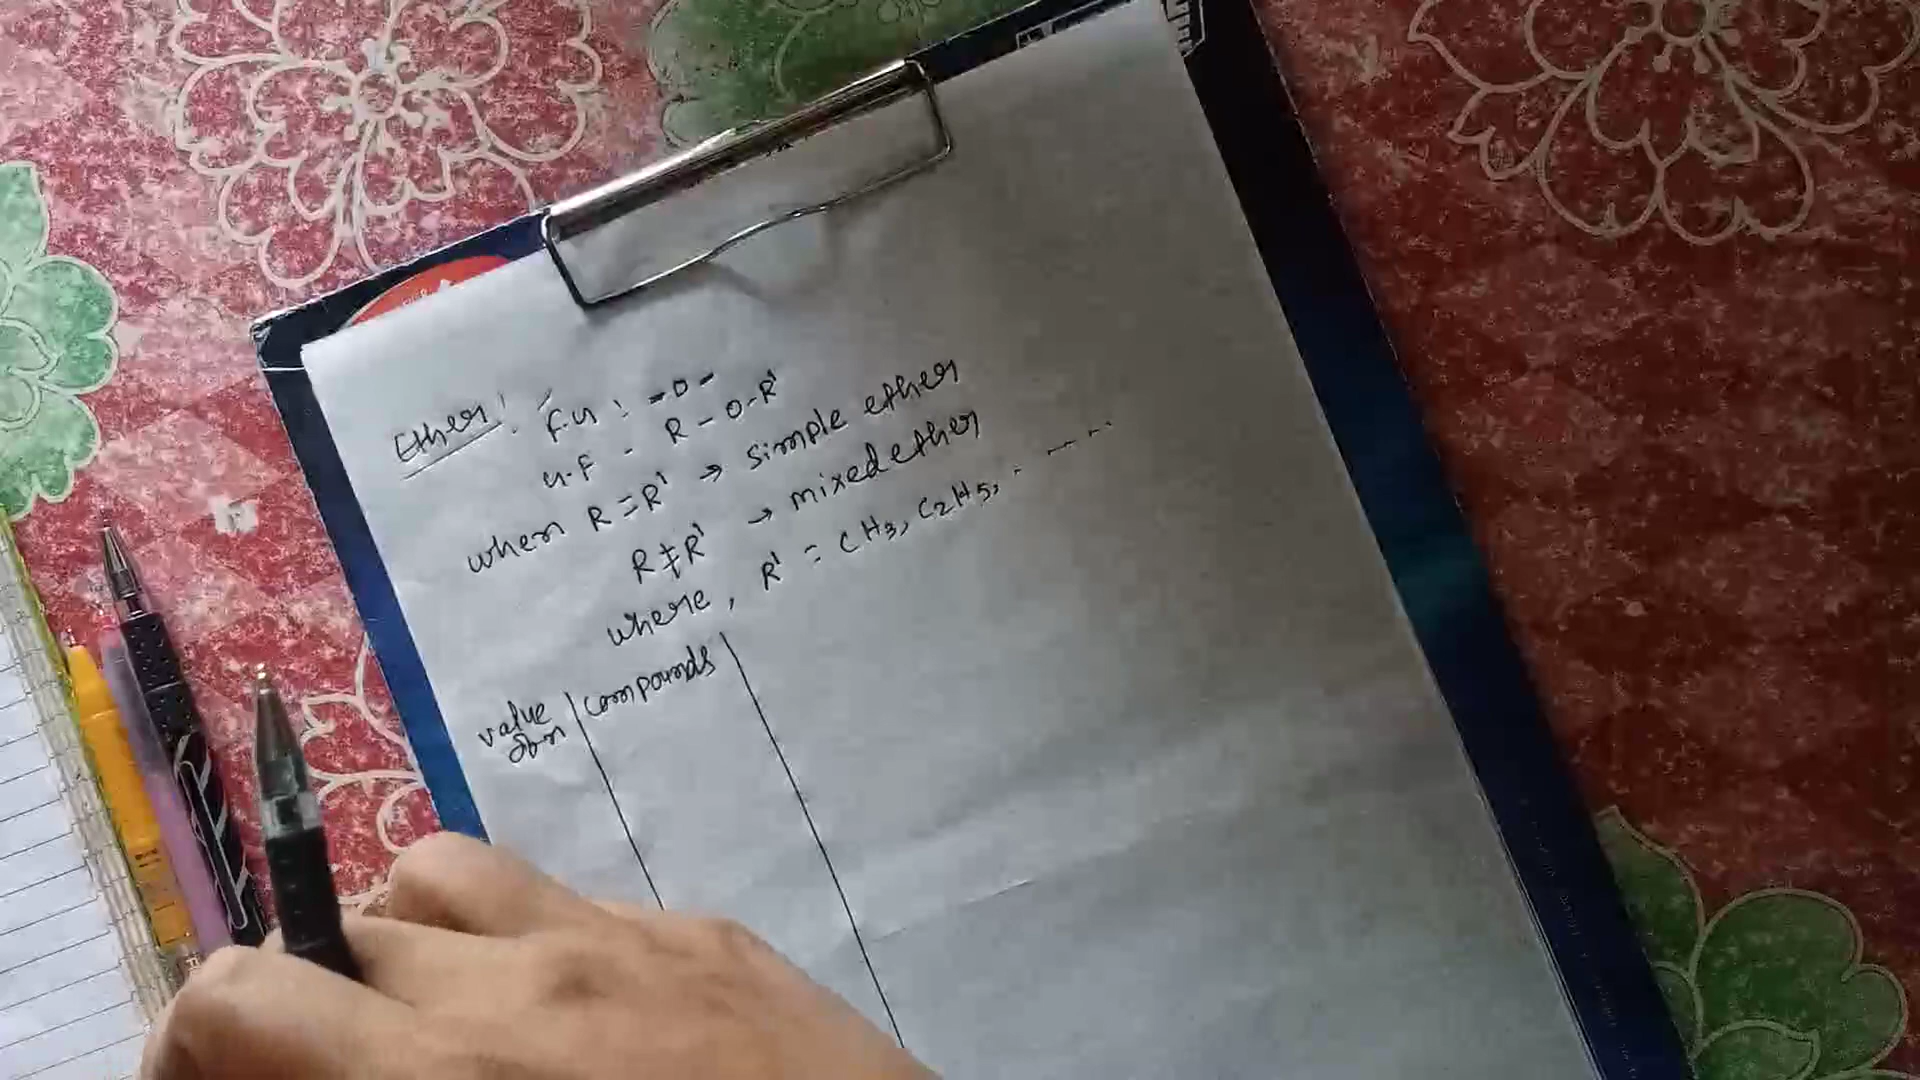 Ether: F.G : -O-
G.F - R-O-R'
when R=R' → simple ether
R≠R' → mixed ether
where, R' = CH3, C2H5, . — - ..
value of n | compounds |